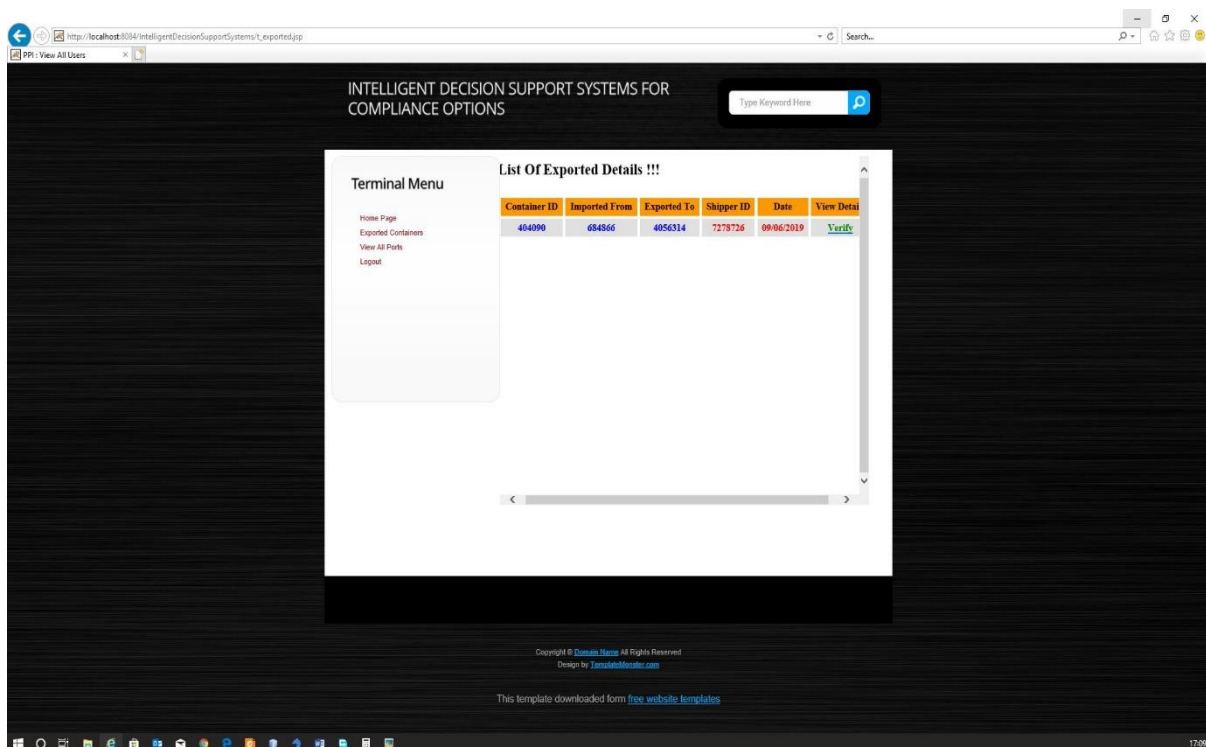 http://localhost:8084/IntelligentDecisionSupportSystems/t_exported.jsp
Search...
PPI : View All Users
INTELLIGENT DECISION SUPPORT SYSTEMS FOR
COMPLIANCE OPTIONS
Type Keyword Here
Terminal Menu
Home Page
Exported Containers
View All Ports
Logout
List Of Exported Details !!!
Container ID Imported From Exported To Shipper ID Date View Detai
404090 684866 4056314 7278726 09/06/2019 Verify
Copyright © Domain Name All Rights Reserved
Design by TemplateMonster.com
This template downloaded form free website templates
17:09